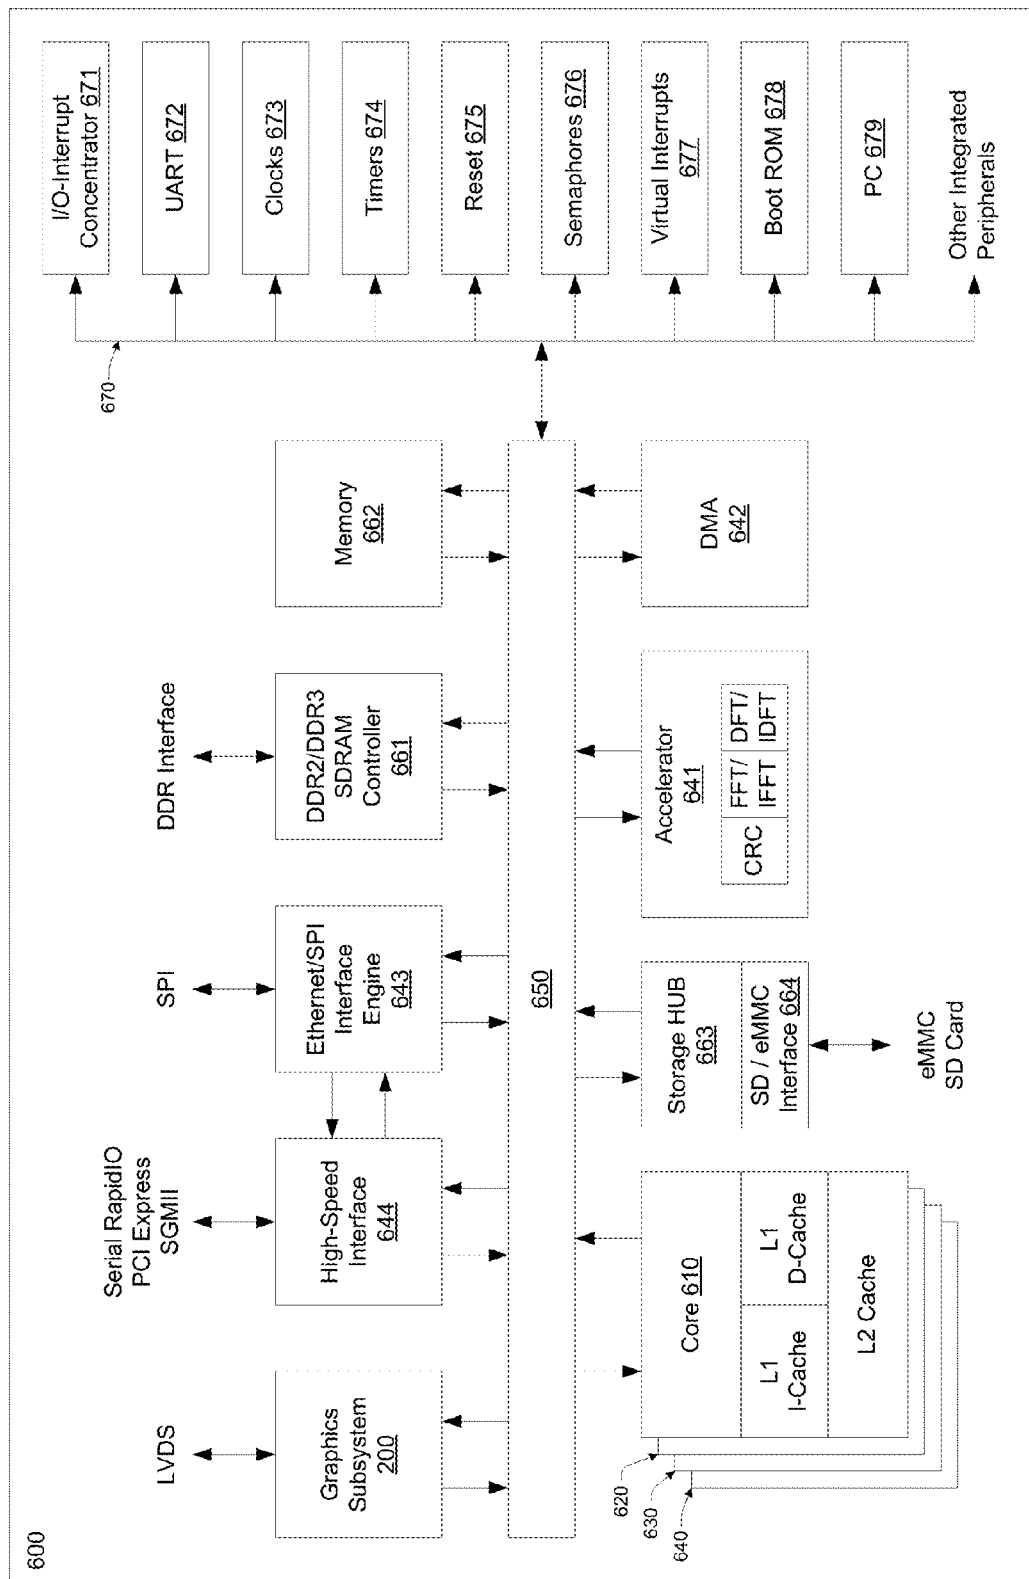 600
LVDS
Serial RapidIO
PCI Express
SGMII
SPI
DDR Interface
Graphics
Subsystem
200
High-Speed
Interface
644
Ethernet/SPI
Interface
Engine
643
DDR2/DDR3
SDRAM
Controller
661
Memory
662
650
620
630
640
Core 610
L1
I-Cache
L1
D-Cache
L2 Cache
Storage HUB
663
SD / eMMC
Interface 664
eMMC
SD Card
Accelerator
641
CRC
FFT/
IFFT
DFT/
IDFT
DMA
642
670
I/O-Interrupt
Concentrator 671
UART 672
Clocks 673
Timers 674
Reset 675
Semaphores 676
Virtual Interrupts
677
Boot ROM 678
PC 679
Other Integrated
Peripherals